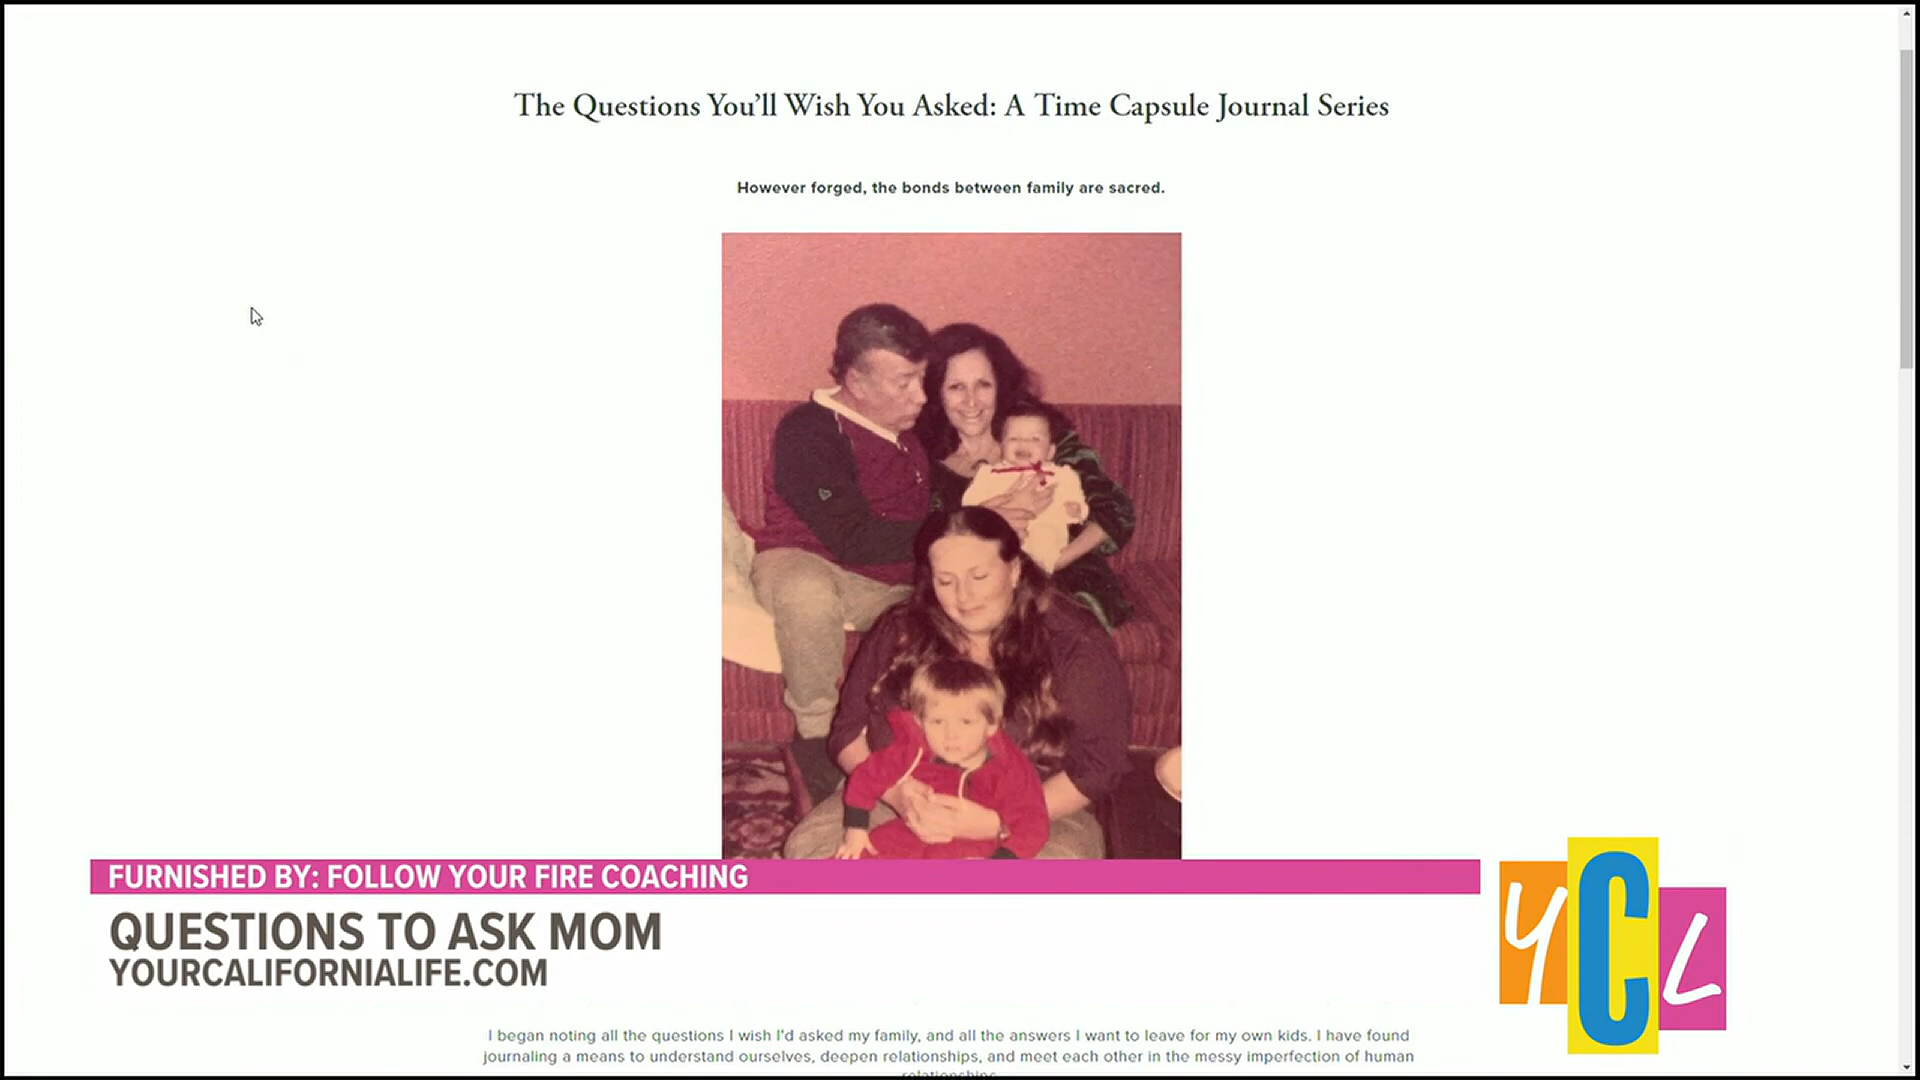 The Questions You'll Wish You Asked: A Time Capsule Journal Series
However forged, the bonds between family are sacred.
FURNISHED BY: FOLLOW YOUR FIRE COACHING
QUESTIONS TO ASK MOM
YOURCALIFORNIALIFE.COM
YCL
I began noting all the questions I wish I'd asked my family, and all the answers I want to leave for my own kids. I have found
journaling a means to understand ourselves, deepen relationships, and meet each other in the messy imperfection of human
relationships.